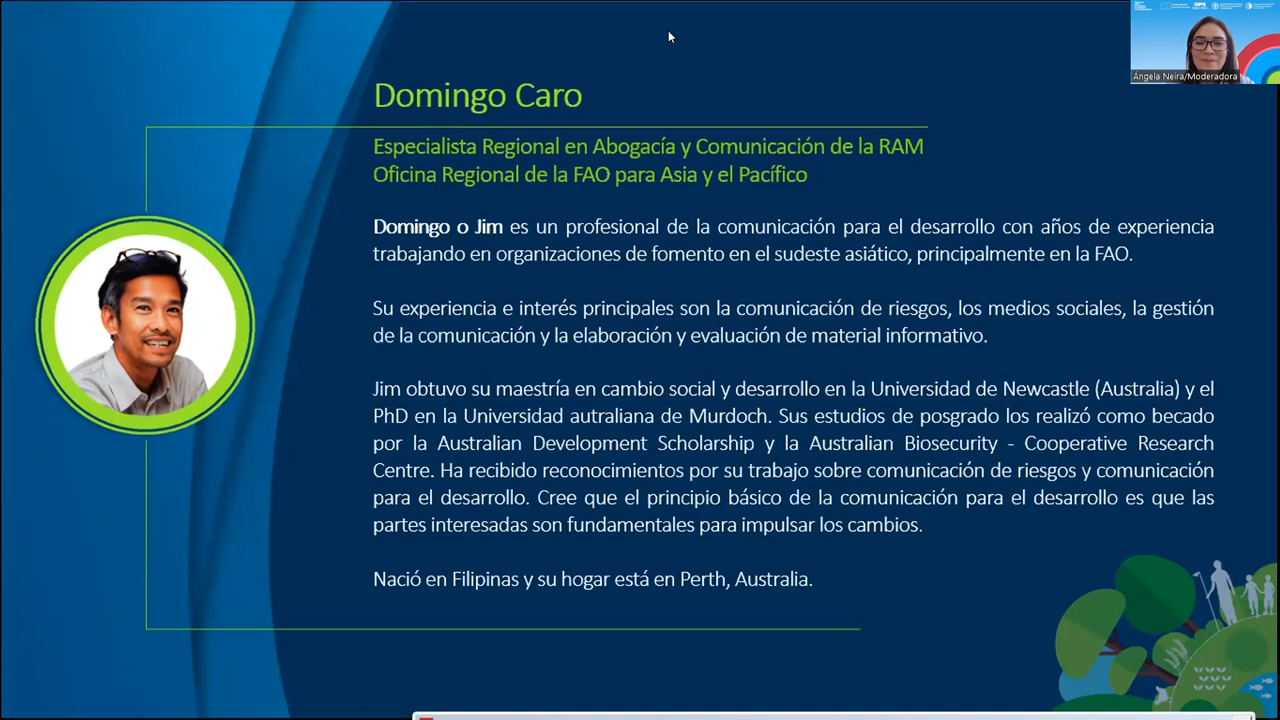 Domingo Caro
Especialista Regional en Abogacía y Comunicación de la RAM
Oficina Regional de la FAO para Asia y el Pacífico
Domingo o Jim es un profesional de la comunicación para el desarrollo con años de experiencia
trabajando en organizaciones de fomento en el sudeste asiático, principalmente en la FAO.
Su experiencia e interés principales son la comunicación de riesgos, los medios sociales, la gestión
de la comunicación y la elaboración y evaluación de material informativo.
Jim obtuvo su maestría en cambio social y desarrollo en la Universidad de Newcastle (Australia) y el
PhD en la Universidad autraliana de Murdoch. Sus estudios de posgrado los realizó como becado
por la Australian Development Scholarship y la Australian Biosecurity - Cooperative Research
Centre. Ha recibido reconocimientos por su trabajo sobre comunicación de riesgos y comunicación
para el desarrollo. Cree que el principio básico de la comunicación para el desarrollo es que las
partes interesadas son fundamentales para impulsar los cambios.
Nació en Filipinas y su hogar está en Perth, Australia.
OPS
Ángela Neira/Moderadora